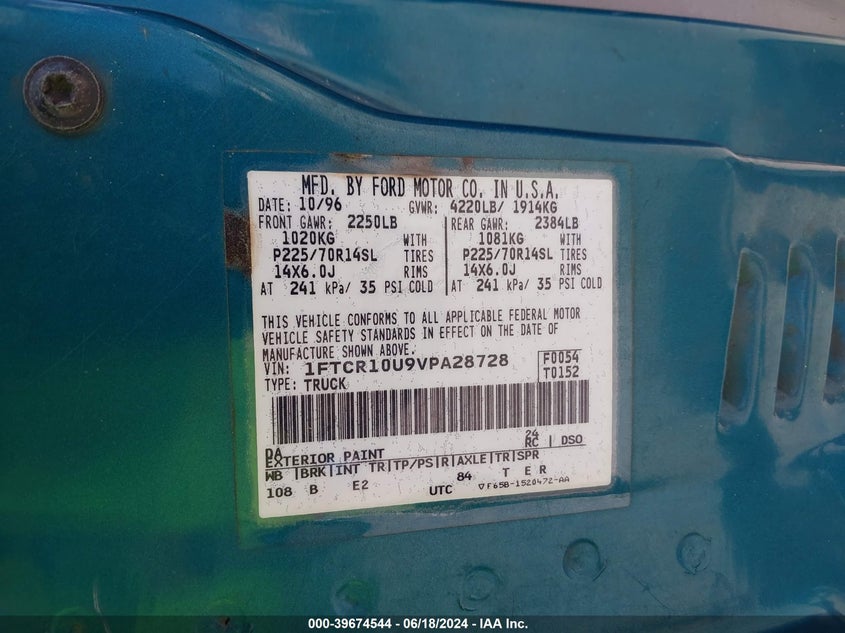 MFD. BY FORD MOTOR CO. IN U.S.A.
DATE: 10/96 GVWR: 4220LB/ 1914KG
FRONT GAWR: 2250LB REAR GAWR: 2384LB
1020KG WITH 1081KG WITH
P225/70R14SL TIRES P225/70R14SL TIRES
14X6.0J RIMS 14X6.0J RIMS
AT 241 kPa/ 35 PSI COLD AT 241 kPa/ 35 PSI COLD
THIS VEHICLE CONFORMS TO ALL APPLICABLE FEDERAL MOTOR
VEHICLE SAFETY STANDARDS IN EFFECT ON THE DATE OF
MANUFACTURE SHOWN ABOVE.
VIN: 1FTCR10U9VPA28728 F0054
TYPE: TRUCK T0152
DA 24
EXTERIOR PAINT RC | DSO
WB |BRK|INT TR|TP/PS|R|AXLE|TR|SPR
108 B E2 84 T E R
UTC ▽F65B-1520472-AA
000-39674544 - 06/18/2024 - IAA Inc.